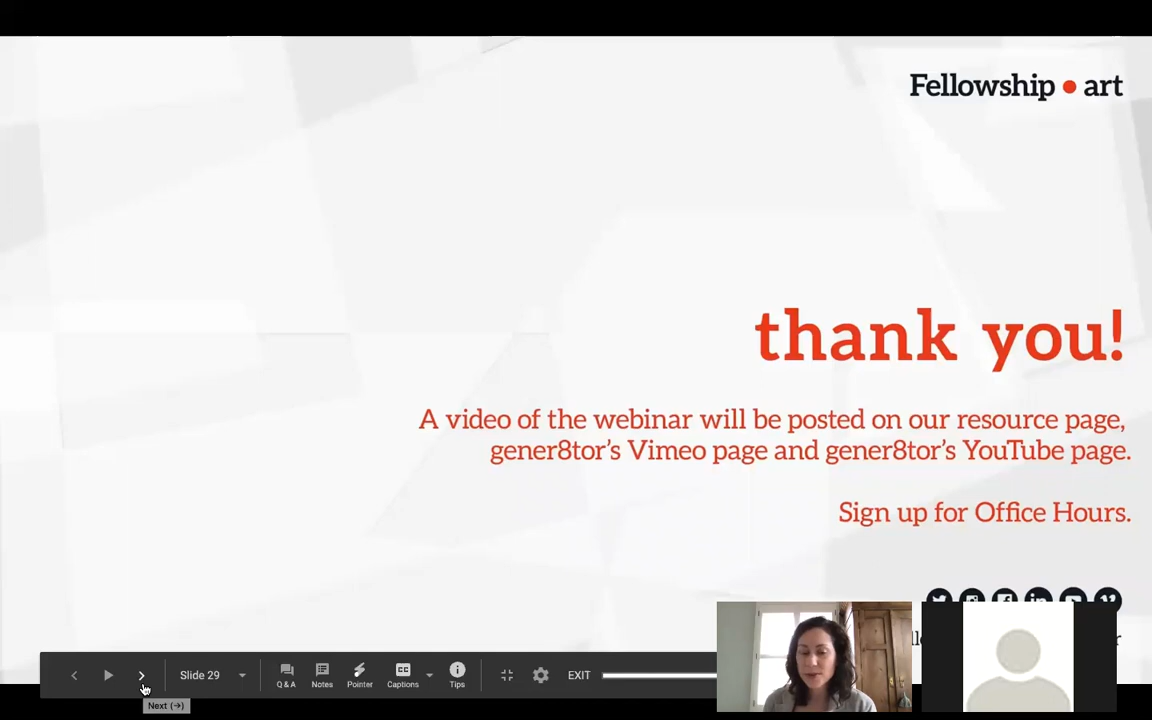 Fellowship • art
thank you!
A video of the webinar will be posted on our resource page,
gener8tor's Vimeo page and gener8tor's YouTube page.
Sign up for Office Hours.
Slide 29
Q & A
Notes
Pointer
Captions
Tips
EXIT
Next (→)